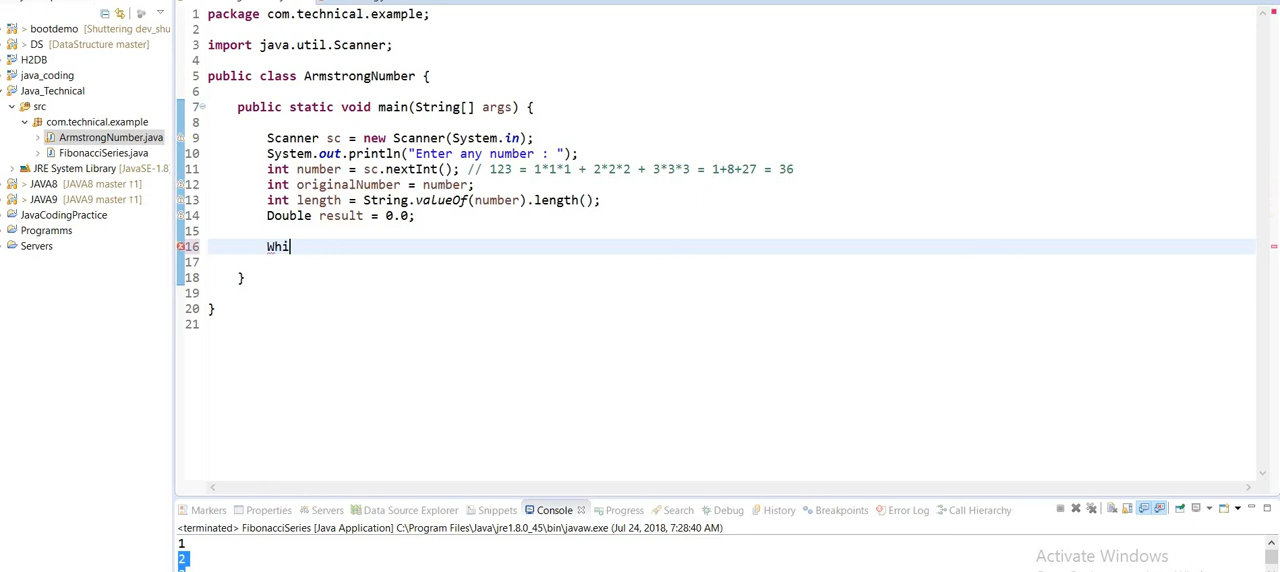 bootdemo [Shuttering dev_shu
DS [DataStructure master]
H2DB
java_coding
Java_Technical
src
com.technical.example
ArmstrongNumber.java
FibonacciSeries.java
JRE System Library [JavaSE-1.8]
JAVA8 [JAVA8 master ↑1]
JAVA9 [JAVA9 master ↑1]
JavaCodingPractice
Programms
Servers
1 package com.technical.example;
2
3 import java.util.Scanner;
4
5 public class ArmstrongNumber {
6
7 public static void main(String[] args) {
8
9 Scanner sc = new Scanner(System.in);
10 System.out.println("Enter any number : ");
11 int number = sc.nextInt(); // 123 = 1*1*1 + 2*2*2 + 3*3*3 = 1+8+27 = 36
12 int originalNumber = number;
13 int length = String.valueOf(number).length();
14 Double result = 0.0;
15
16 Whi
17
18 }
19
20 }
21
Markers Properties Servers Data Source Explo Snippets Console Progress Search Debug History Breakpoints Error Log Call Hierarchy
<terminated> FibonacciSeries [Java Application] C:\Program Files\Java\jre1.8.0_45\bin\javaw.exe (Jul 24, 2018, 7:28:40 AM)
1
2
Activate Windows